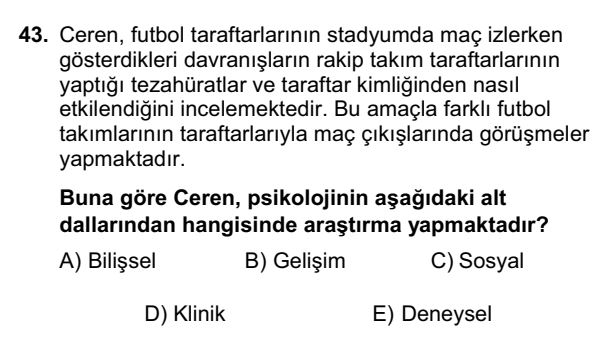 43. Ceren, futbol taraftarlarının stadyumda maç izlerken
gösterdikleri davranışların rakip takım taraftarlarının
yaptığı tezahüratlar ve taraftar kimliğinden nasıl
etkilendiğini incelemektedir. Bu amaçla farklı futbol
takımlarının taraftarlarıyla maç çıkışlarında görüşmeler
yapmaktadır.
Buna göre Ceren, psikolojinin aşağıdaki alt
dallarından hangisinde araştırma yapmaktadır?
A) Bilişsel B) Gelişim C) Sosyal
D) Klinik E) Deneysel